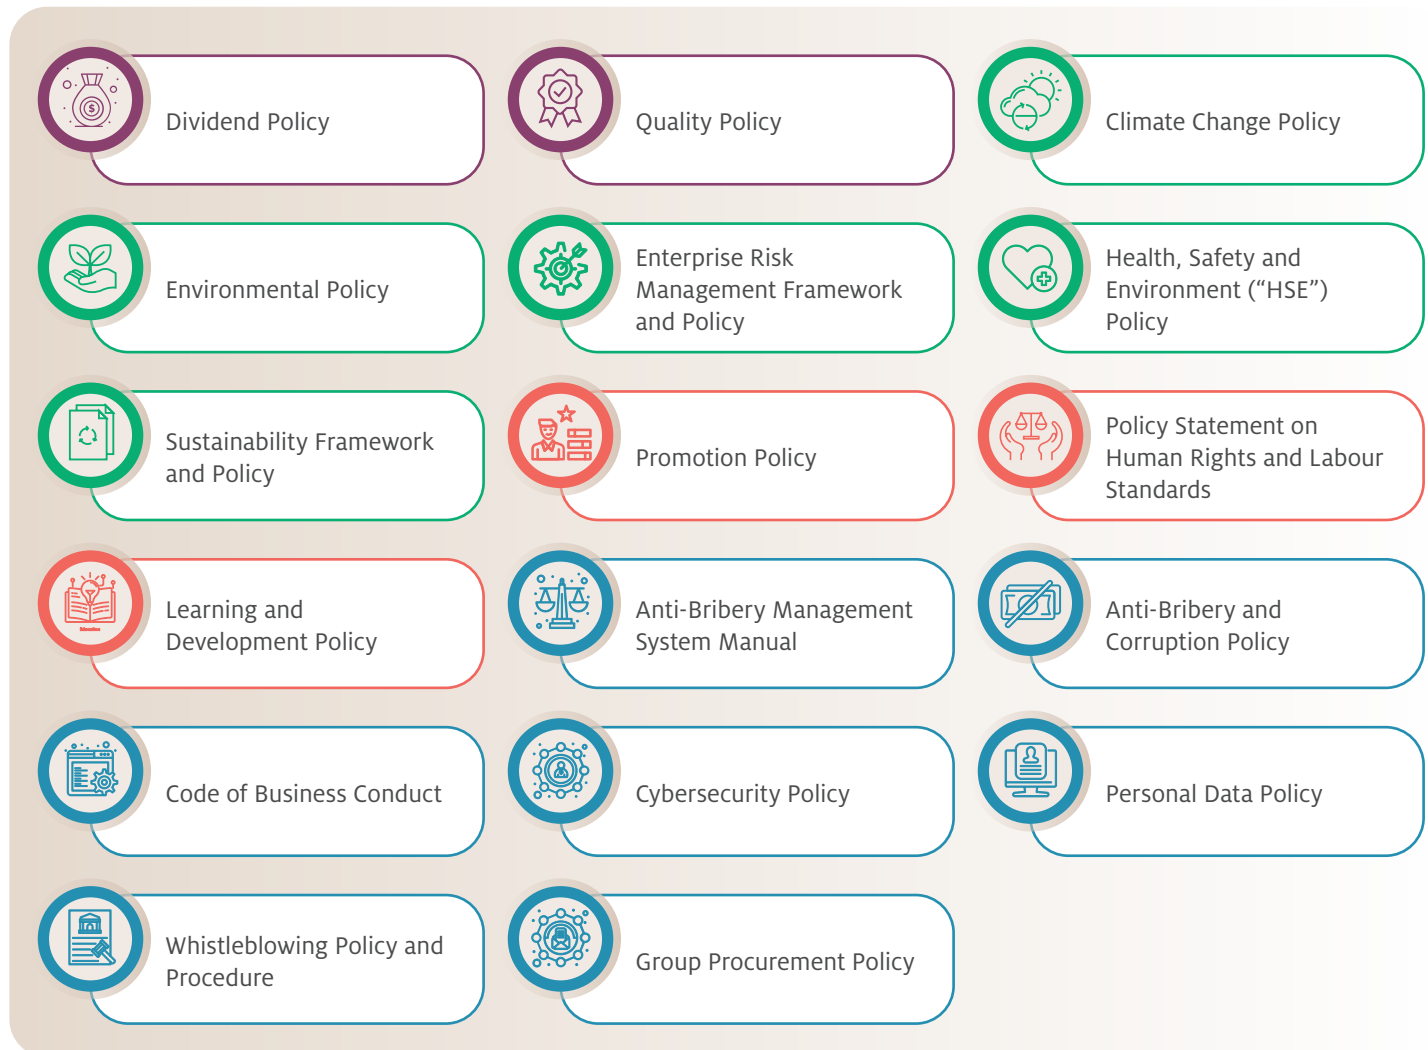 Dividend Policy
Quality Policy
Climate Change Policy
Environmental Policy
Enterprise Risk
Management Framework
and Policy
Health, Safety and
Environment (“HSE”)
Policy
Sustainability Framework
and Policy
Promotion Policy
Policy Statement on
Human Rights and Labour
Standards
Learning and
Development Policy
Anti-Bribery Management
System Manual
Anti-Bribery and
Corruption Policy
Code of Business Conduct
Cybersecurity Policy
Personal Data Policy
Whistleblowing Policy and
Procedure
Group Procurement Policy